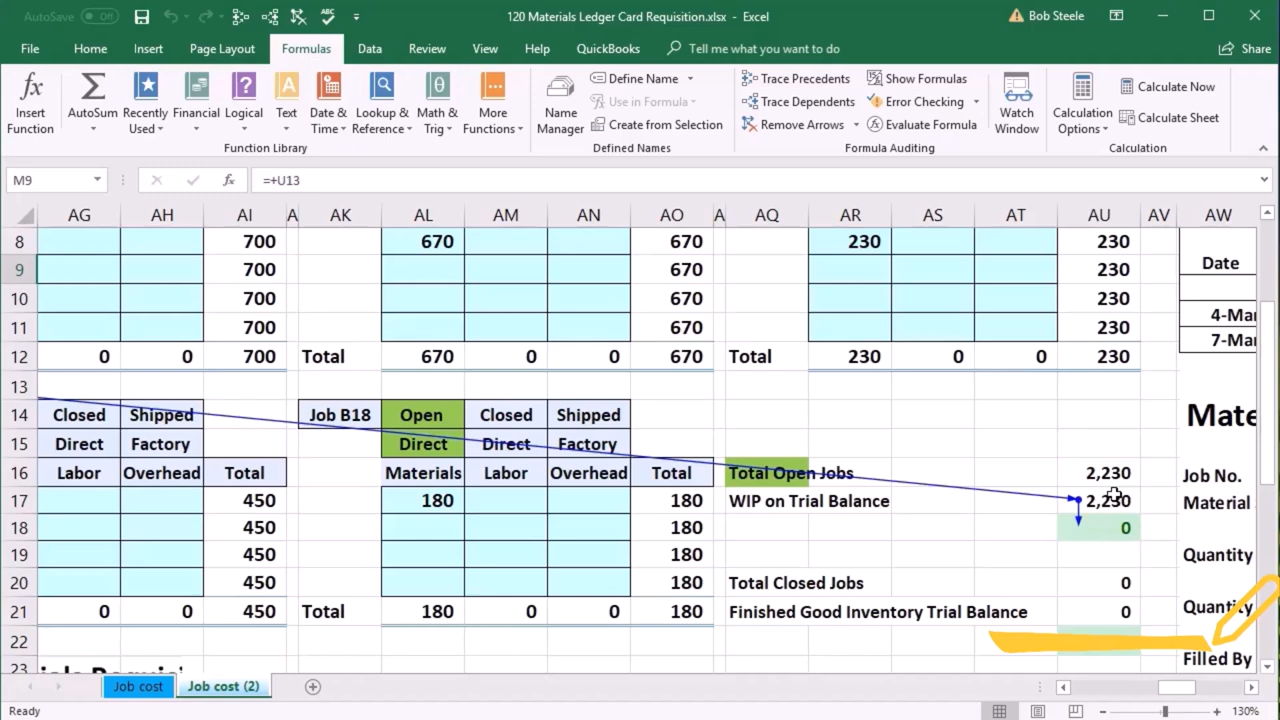 AutoSave Off 120 Materials Ledger Card Requisition.xlsx - Excel Bob Steele
File Home Insert Page Layout Formulas Data Review View Help QuickBooks Tell me what you want to do Share
Insert Function
AutoSum
Recently Used
Financial
Logical
Text
Date & Time
Lookup & Reference
Math & Trig
More Functions
Function Library
Name Manager
Define Name
Use in Formula
Create from Selection
Defined Names
Trace Precedents
Trace Dependents
Remove Arrows
Show Formulas
Error Checking
Evaluate Formula
Formula Auditing
Watch Window
Calculation Options
Calculate Now
Calculate Sheet
Calculation
M9 fx =+U13
AG AH AI A AK AL AM AN AO A AQ AR AS AT AU AV AW
8 700 670 670 230 230
9 700 670 230 Date
10 700 670 230
11 700 670 230 4-Mar
12 0 0 700 Total 670 0 0 670 Total 230 0 0 230 7-Mar
13
14 Closed Shipped Job B18 Open Closed Shipped Mate
15 Direct Factory Direct Direct Factory
16 Labor Overhead Total Materials Labor Overhead Total Total Open Jobs 2,230 Job No.
17 450 180 180 WIP on Trial Balance 2,230 Material
18 450 180 0
19 450 180 Quantity
20 450 180 Total Closed Jobs 0
21 0 0 450 Total 180 0 0 180 Finished Good Inventory Trial Balance 0 Quantity
22
23 Filled By
Job cost Job cost (2)
Ready 130%